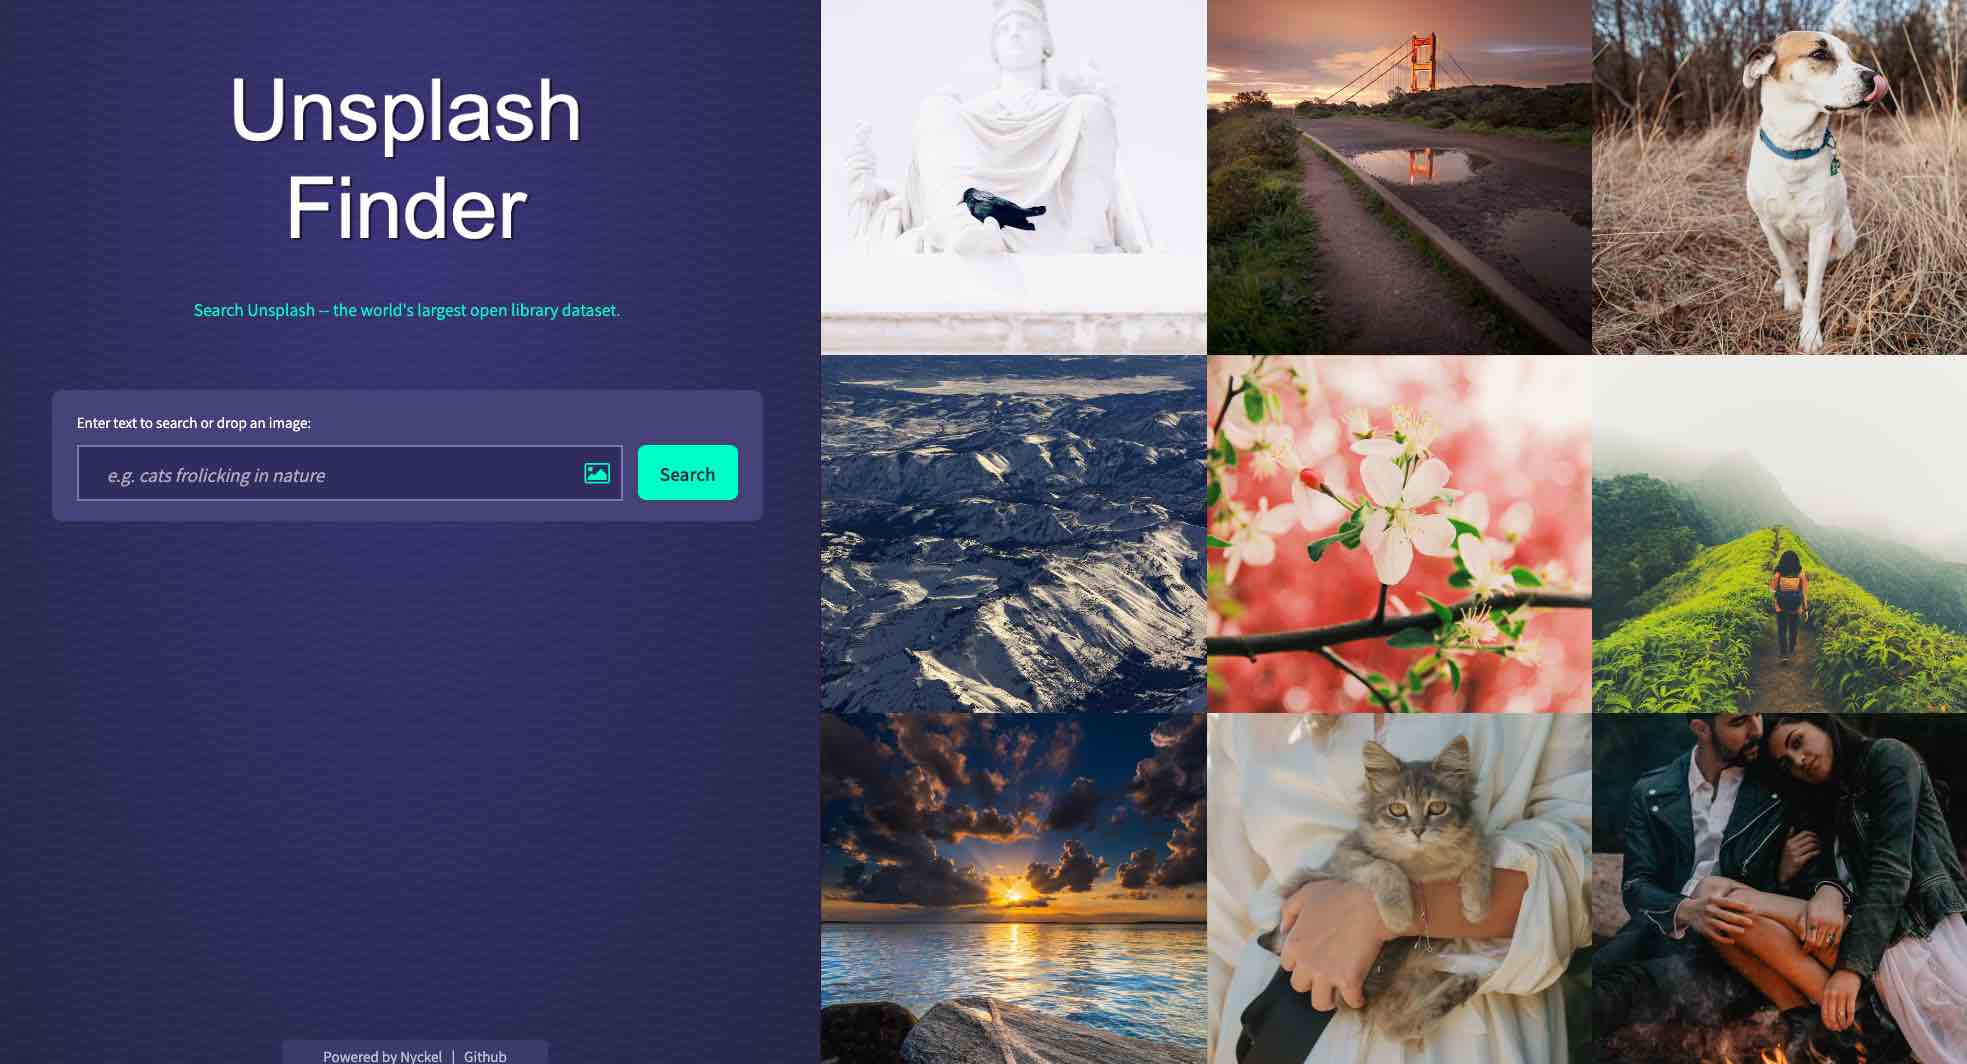 Unsplash
Finder
Search Unsplash -- the world's largest open library dataset.
Enter text to search or drop an image:
e.g. cats frolicking in nature
Search
Powered by Nyckel | Github